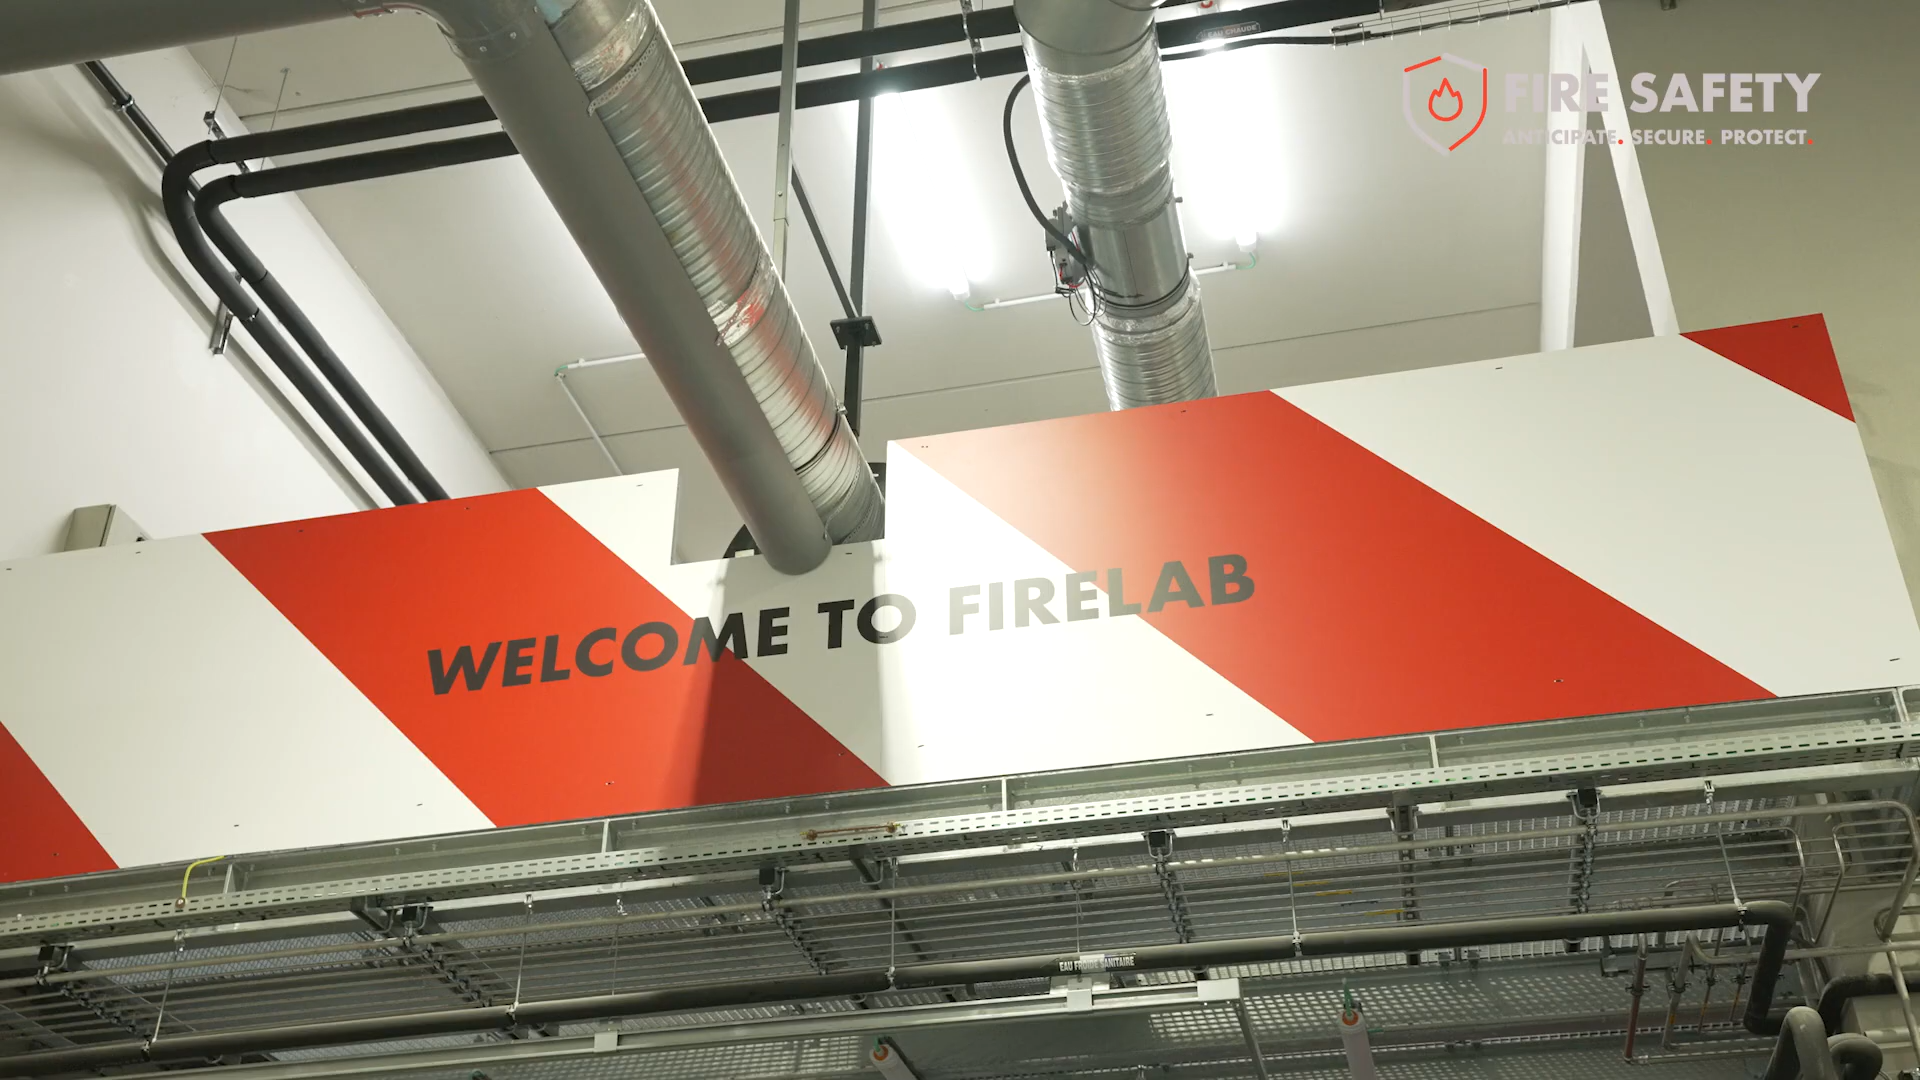 EAU CHAUDE
FIRE SAFETY
ANTICIPATE. SECURE. PROTECT.
WELCOME TO FIRELAB
EAU FROIDE SANITAIRE